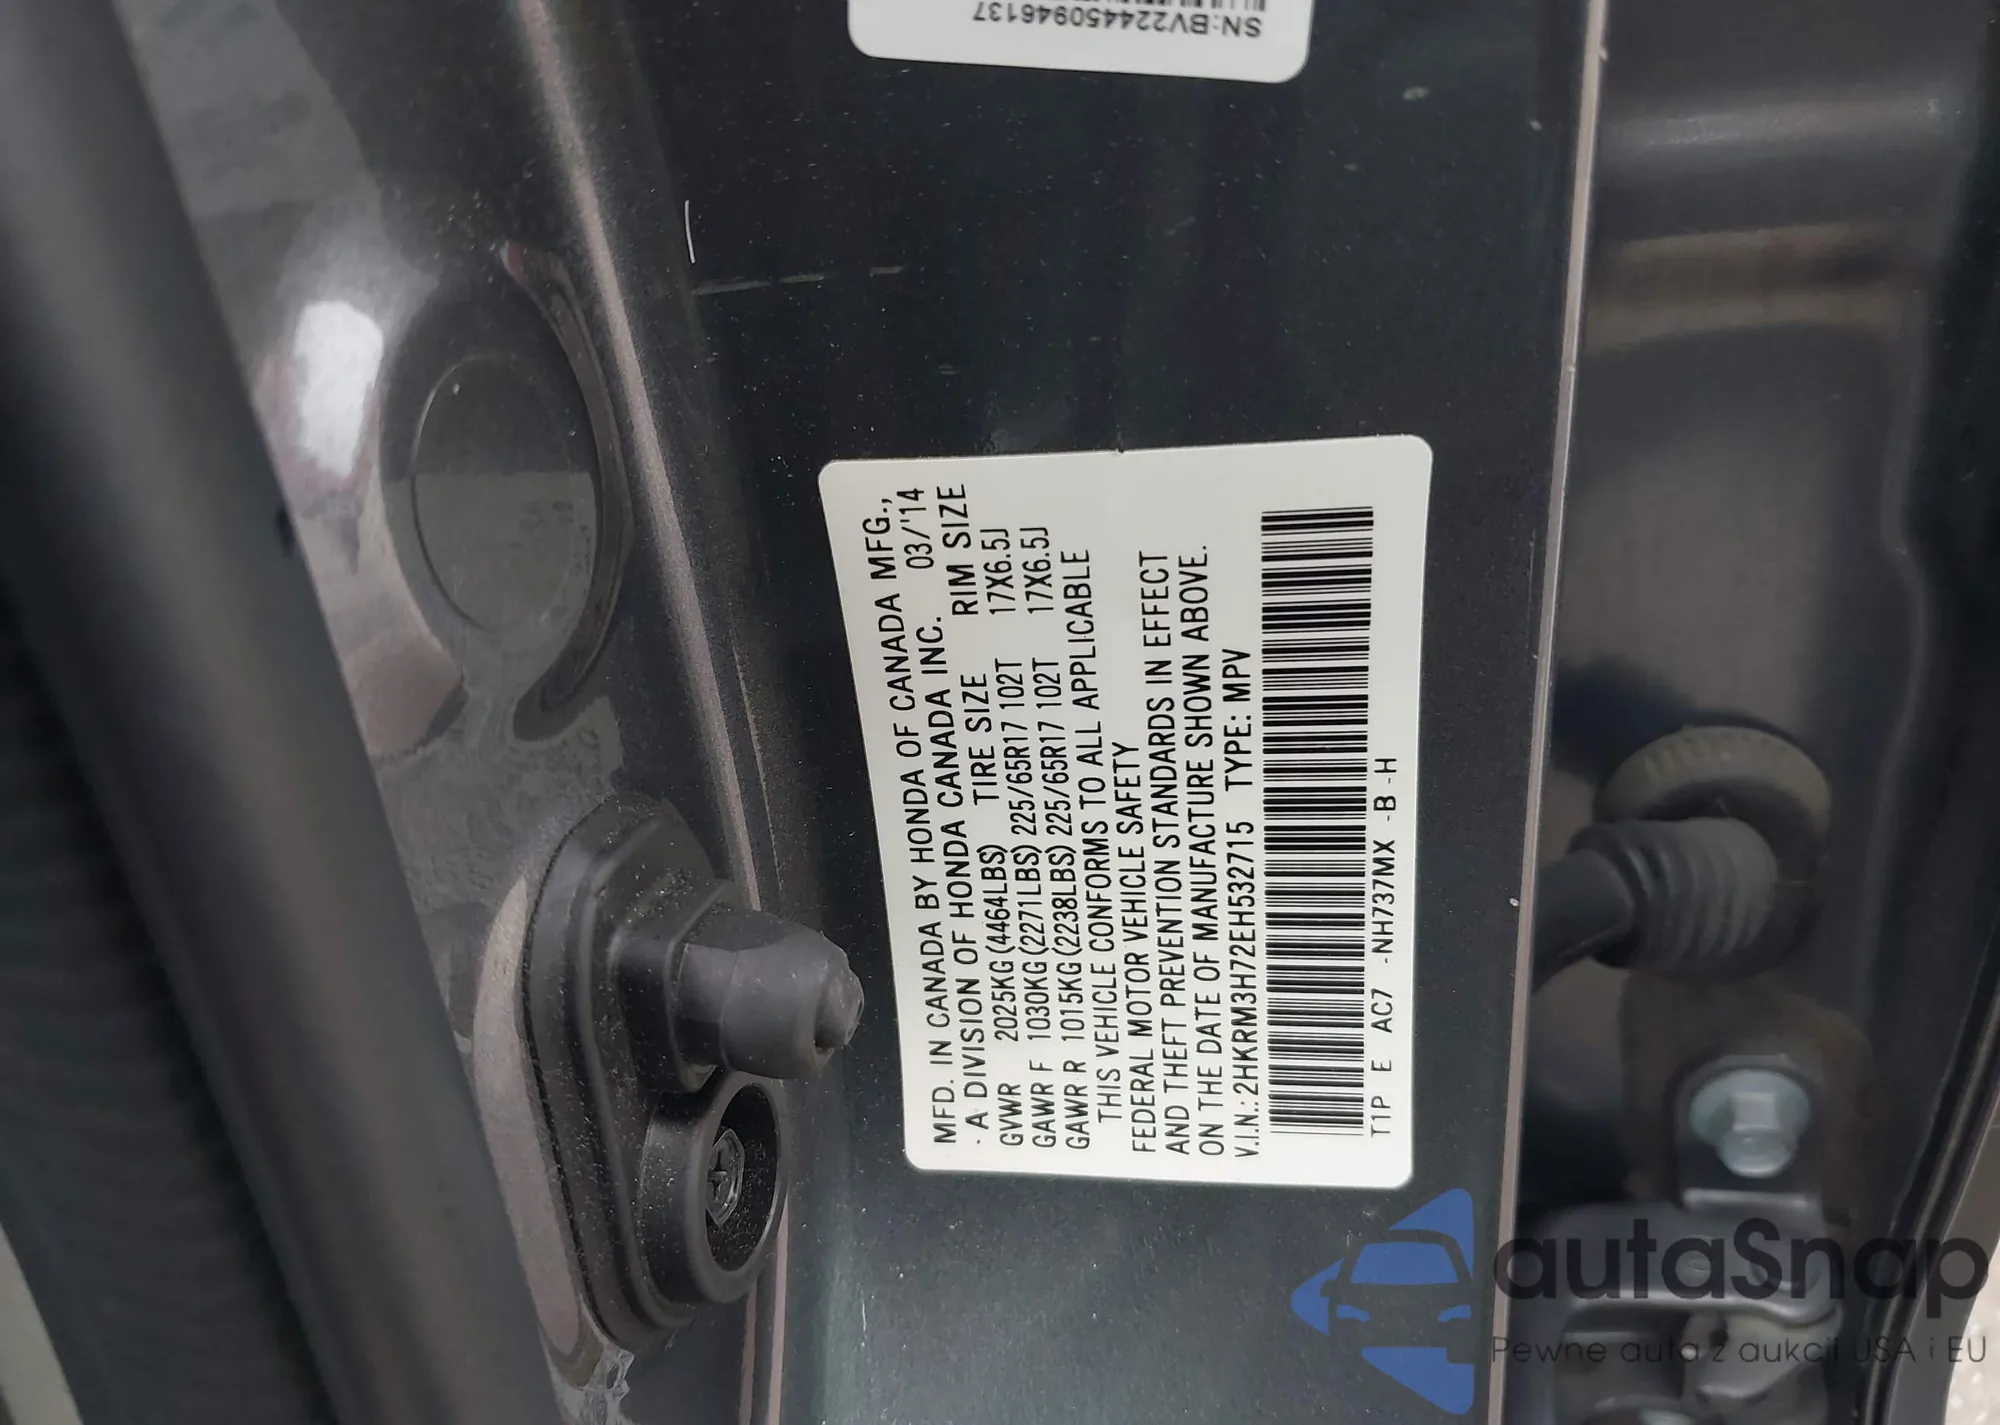 SN:BV224450946137
MFD. IN CANADA BY HONDA OF CANADA MFG.,
A DIVISION OF HONDA CANADA INC. 03/'14
GVWR 2025KG (4464LBS) TIRE SIZE RIM SIZE
GAWR F 1030KG (2271LBS) 225/65R17 102T 17X6.5J
GAWR R 1015KG (2238LBS) 225/65R17 102T 17X6.5J
THIS VEHICLE CONFORMS TO ALL APPLICABLE
FEDERAL MOTOR VEHICLE SAFETY
AND THEFT PREVENTION STANDARDS IN EFFECT
ON THE DATE OF MANUFACTURE SHOWN ABOVE.
V.I.N.: 2HKRM3H72EH532715 TYPE: MPV
T1P E AC7 -NH737MX -B -H
autaSnap
Pewne auta z aukcji USA i EU